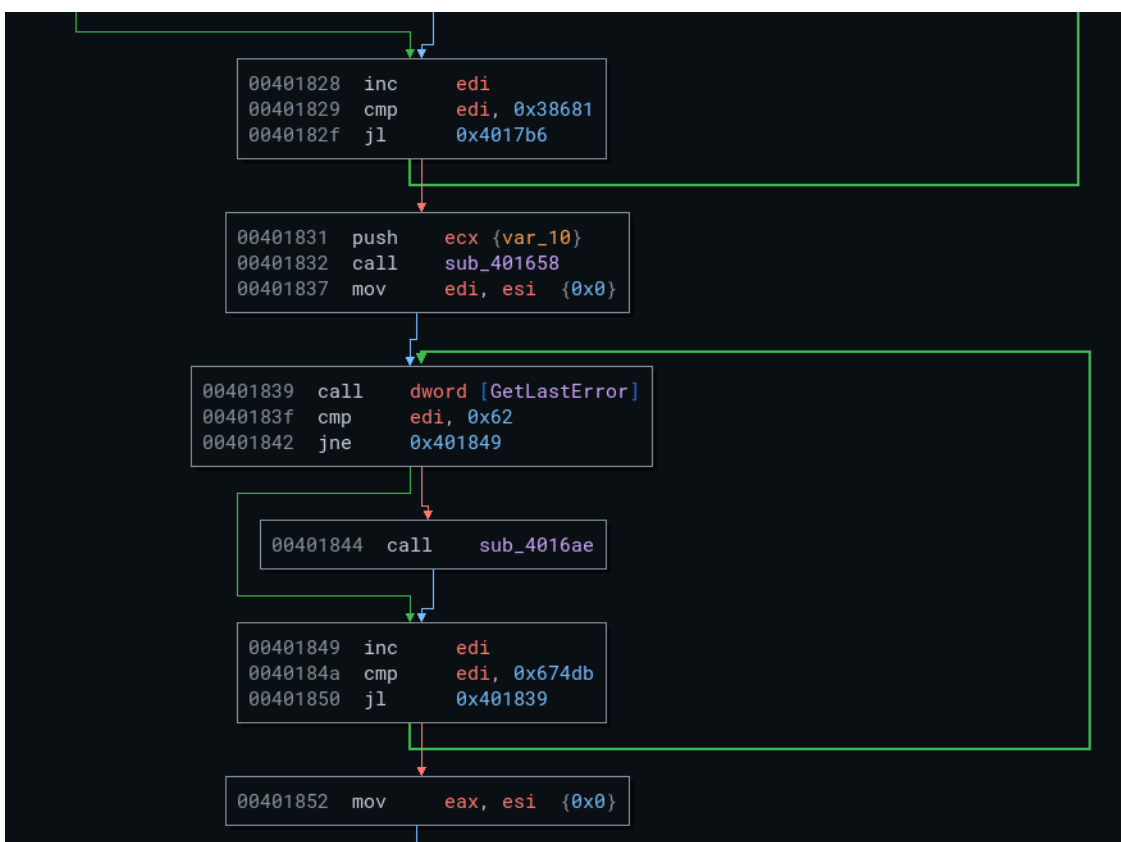 00401828 inc edi
00401829 cmp edi, 0x38681
0040182f jl 0x4017b6
00401831 push ecx {var_10}
00401832 call sub_401658
00401837 mov edi, esi {0x0}
00401839 call dword [GetLastError]
0040183f cmp edi, 0x62
00401842 jne 0x401849
00401844 call sub_4016ae
00401849 inc edi
0040184a cmp edi, 0x674db
00401850 jl 0x401839
00401852 mov eax, esi {0x0}